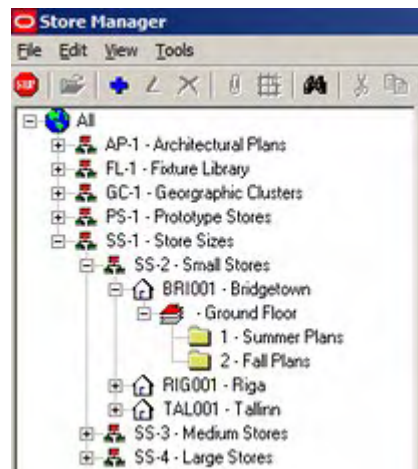 Store Manager
File Edit View Tools
STOP
All
AP-1 - Architectural Plans
FL-1 - Fixture Library
GC-1 - Georgraphic Clusters
PS-1 - Prototype Stores
SS-1 - Store Sizes
SS-2 - Small Stores
BRI001 - Bridgetown
- Ground Floor
1 - Summer Plans
2 - Fall Plans
RIG001 - Riga
TAL001 - Tallinn
SS-3 - Medium Stores
SS-4 - Large Stores